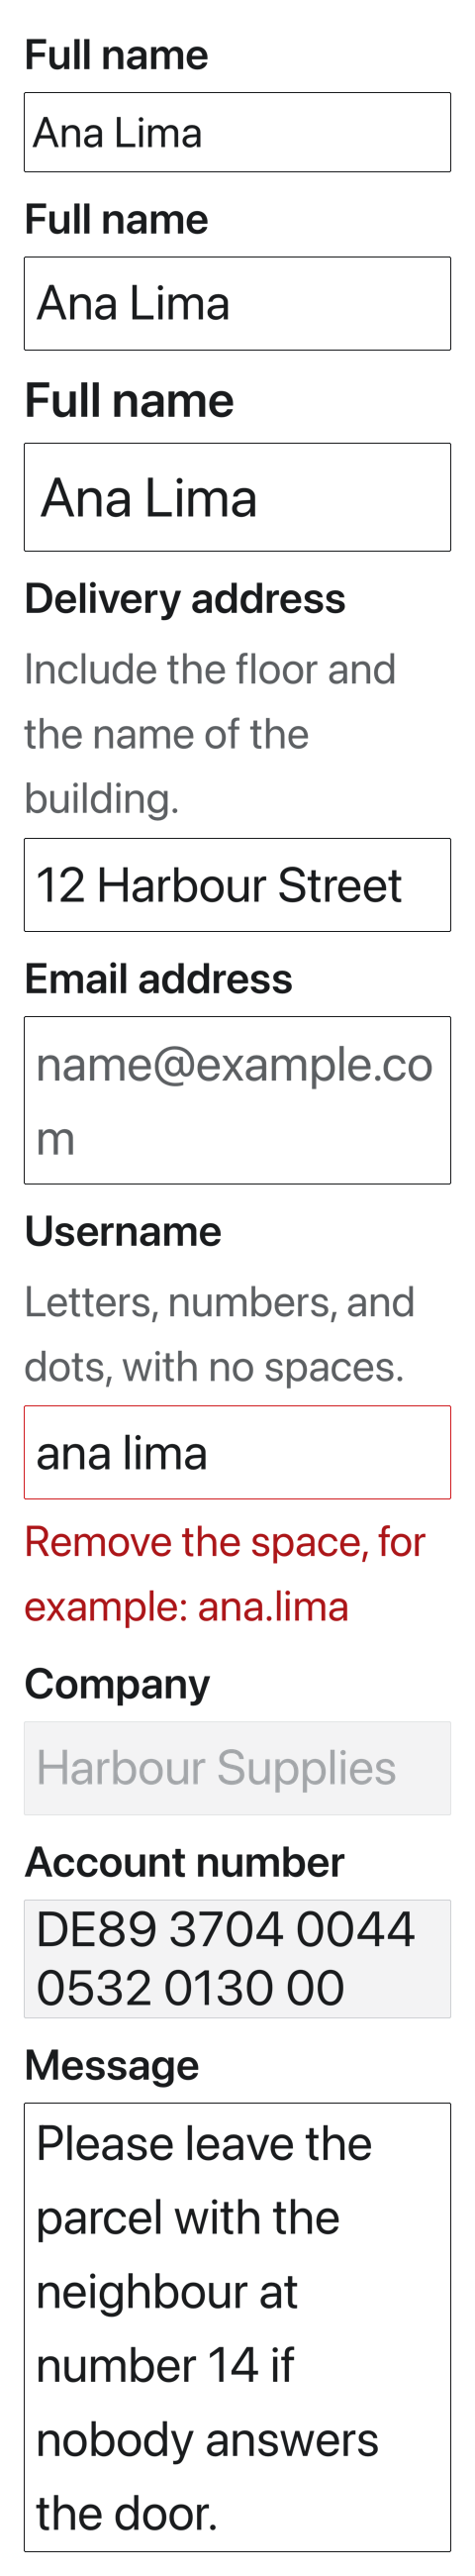 Full name
Ana Lima
Full name
Ana Lima
Full name
Ana Lima
Delivery address
Include the floor and
the name of the
building.
12 Harbour Street
Email address
name@example.co
m
Username
Letters, numbers, and
dots, with no spaces.
ana lima
Remove the space, for
example: ana.lima
Company
Harbour Supplies
Account number
DE89 3704 0044
0532 0130 00
Message
Please leave the
parcel with the
neighbour at
number 14 if
nobody answers
the door.